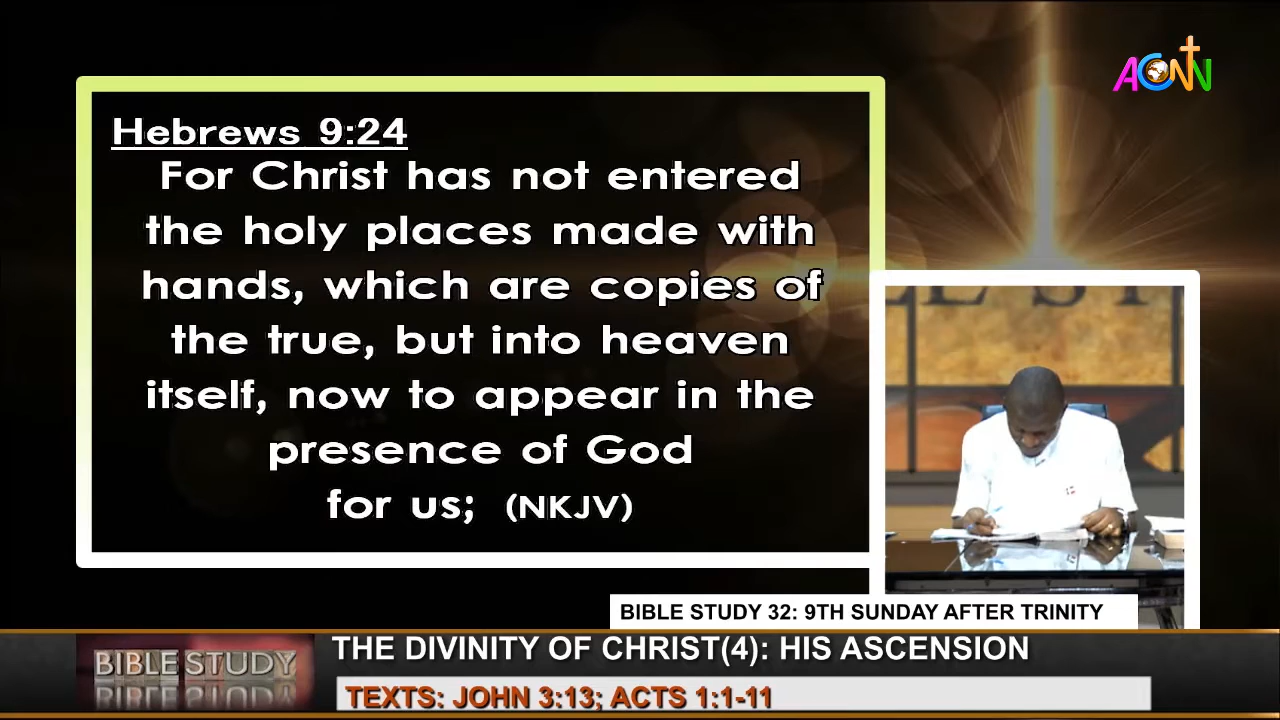 ACNN
Hebrews 9:24
For Christ has not entered
the holy places made with
hands, which are copies of
the true, but into heaven
itself, now to appear in the
presence of God
for us; (NKJV)
LE ST
BIBLE STUDY 32: 9TH SUNDAY AFTER TRINITY
BIBLE STUDY
THE DIVINITY OF CHRIST(4): HIS ASCENSION
TEXTS: JOHN 3:13; ACTS 1:1-11